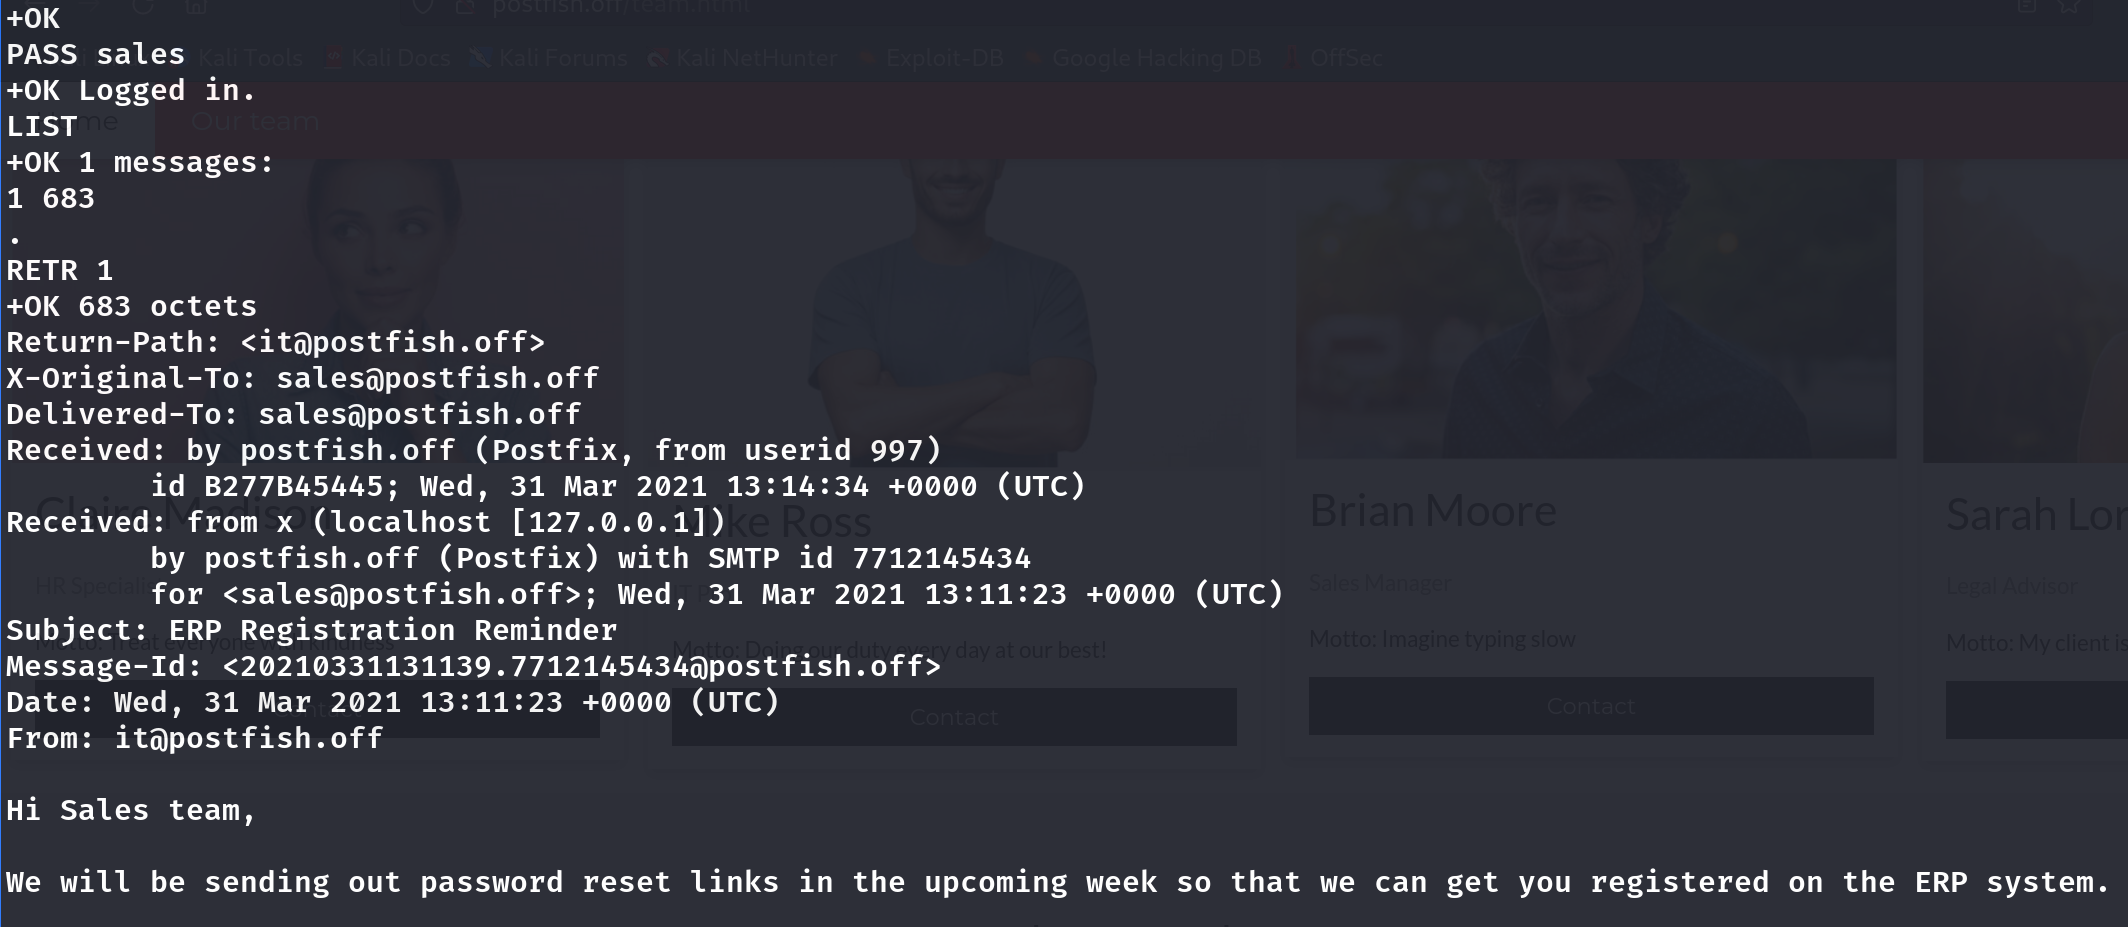 postfish.off/team.html
Kali Tools Kali Docs Kali Forums Kali NetHunter Exploit-DB Google Hacking DB OffSec
Our team
+OK
PASS sales
+OK Logged in.
LIST
+OK 1 messages:
1 683
.
RETR 1
+OK 683 octets
Return-Path: <it@postfish.off>
X-Original-To: sales@postfish.off
Delivered-To: sales@postfish.off
Received: by postfish.off (Postfix, from userid 997)
id B277B45445; Wed, 31 Mar 2021 13:14:34 +0000 (UTC)
Received: from x (localhost [127.0.0.1])
by postfish.off (Postfix) with SMTP id 7712145434
for <sales@postfish.off>; Wed, 31 Mar 2021 13:11:23 +0000 (UTC)
Subject: ERP Registration Reminder
Message-Id: <20210331131139.7712145434@postfish.off>
Date: Wed, 31 Mar 2021 13:11:23 +0000 (UTC)
From: it@postfish.off
Hi Sales team,
We will be sending out password reset links in the upcoming week so that we can get you registered on the ERP system.
Claire Madison
HR Specialis
Motto: Treat everyone with kindness
Contact
Mike Ross
Motto: Doing our duty every day at our best!
Contact
Brian Moore
Sales Manager
Motto: Imagine typing slow
Contact
Sarah Lor
Legal Advisor
Motto: My client is